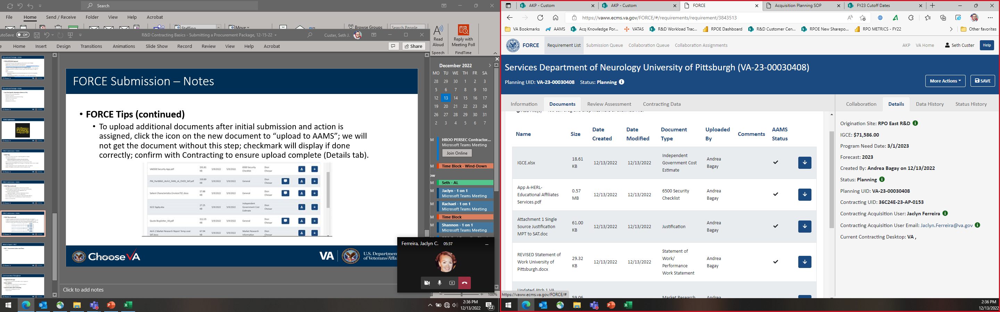 Search
File Home Send / Receive Folder View Help Acrobat
Staffing Move Browse Groups Search People
AutoSave Off R&D Contracting Basics - Submitting a Procurement Package, 12-15-22 Custer, Seth J.
Home Insert Design Transitions Animations Slide Show Record Review View Help Acrobat Share
Read Aloud
Speech
Reply with Meeting Poll
FindTime
FORCE Submission – Notes
• FORCE Tips (continued)
• To upload additional documents after initial submission and action is
assigned, click the icon on the new document to “upload to AAMS”; we will
not get the document without this step; checkmark will display if done
correctly; confirm with Contracting to ensure upload complete (Details tab).
VA6500 Security App.pdf 5/9/2022 5/9/2022 6500 Security Checklist Dion
5/9/2022 5/9/2022 General Dion
Salient Characteristics EnvisionTEC.docx 5/9/2022 5/9/2022 General Dion
IGCE Spply.xlsx 27.25 KB 5/9/2022 5/9/2022 Independent Government Cost Estimate Dion
Quote Bioplotter_VA.pdf 112.35 KB 5/9/2022 5/9/2022 General Dion
Atch 2 Market Research Report Temp over SAT.docx 67.94 5/9/2022 5/9/2022 Market Research Information Dion
Choose VA
VA U.S. Department
of Veterans Affa
Click to add notes
December 2022
MO TU WE TH FR SA
28 29 30 1 2 3
5 6 7 8 9 10
12 13 14 15 16 17
19 20 21 22 23 24
26 27 28 29 30 31
2 3 4 5 6 7
HROO PERSEC Contractor...
Microsoft Teams Meeting
Join Online
Time Block - Wind-Down
ow
Seth - AL
Jaclyn - 1 on 1
Microsoft Teams Meeting
Rachael - 1 on 1
Microsoft Teams Meeting
Time Block
Shannon - 1 on 1
Microsoft Teams Meeting
Ferreira, Jaclyn C. 05:37
100%
2:36 PM
12/13/2022
22
AKP - Custom AKP - Custom FORCE Acquisition Planning SOP FY23 Cutoff Dates
https://vaww.ecms.va.gov/FORCE/#/requirements/requirement/3843513
VA Bookmarks AAMS Acq Knowledge Por... VATAS R&D Workload Trac... RPOE Dashboard R&D Customer Cen... RPOE New Sharepo... RPO METRICS - FY22 Other favorites
FORCE Requirement List Submission Queue Collaboration Queue Collaboration Assignments AKP VA Home Seth Custer Help
Services Department of Neurology University of Pittsburgh (VA-23-00030408)
Planning UID: VA-23-00030408 Status: Planning More Actions SAVE
Information Documents Review Assessment Contracting Data
Name Size Date Created Date Modified Document Type Uploaded By Comments AAMS Status
IGCE.xlsx 18.61 KB 12/13/2022 12/13/2022 Independent Government Cost Estimate Andrea Bagay
App A-HERL-Educational Affiliates Services.pdf 0.57 MB 12/13/2022 12/13/2022 6500 Security Checklist Andrea Bagay
Attachment 1 Single Source Justification MPT to SAT.doc 61.00 KB 12/13/2022 12/13/2022 Justification Andrea Bagay
REVISED Statement of Work University of Pittsburgh.docx 29.32 KB 12/13/2022 12/13/2022 Statement of Work/ Performance Work Statement Andrea Bagay
Updated Atch 1 VA 59.06 Market Research Andrea
https://vaww.ecms.va.gov/FORCE/#
Collaboration Details Data History Status History
Origination Site: RPO East R&D
IGCE: $71,586.00
Program Need Date: 3/1/2023
Forecast: 2023
Created By: Andrea Bagay on 12/13/2022
Status: Planning
Planning UID: VA-23-00030408
Contracting UID: 36C24E-23-AP-0153
Contracting Acquisition User: Jaclyn Ferreira
Contracting Acquisition User Email: Jaclyn.Ferreira@va.gov
Current Contracting Desktop: VA ,
2:36 PM
12/13/2022